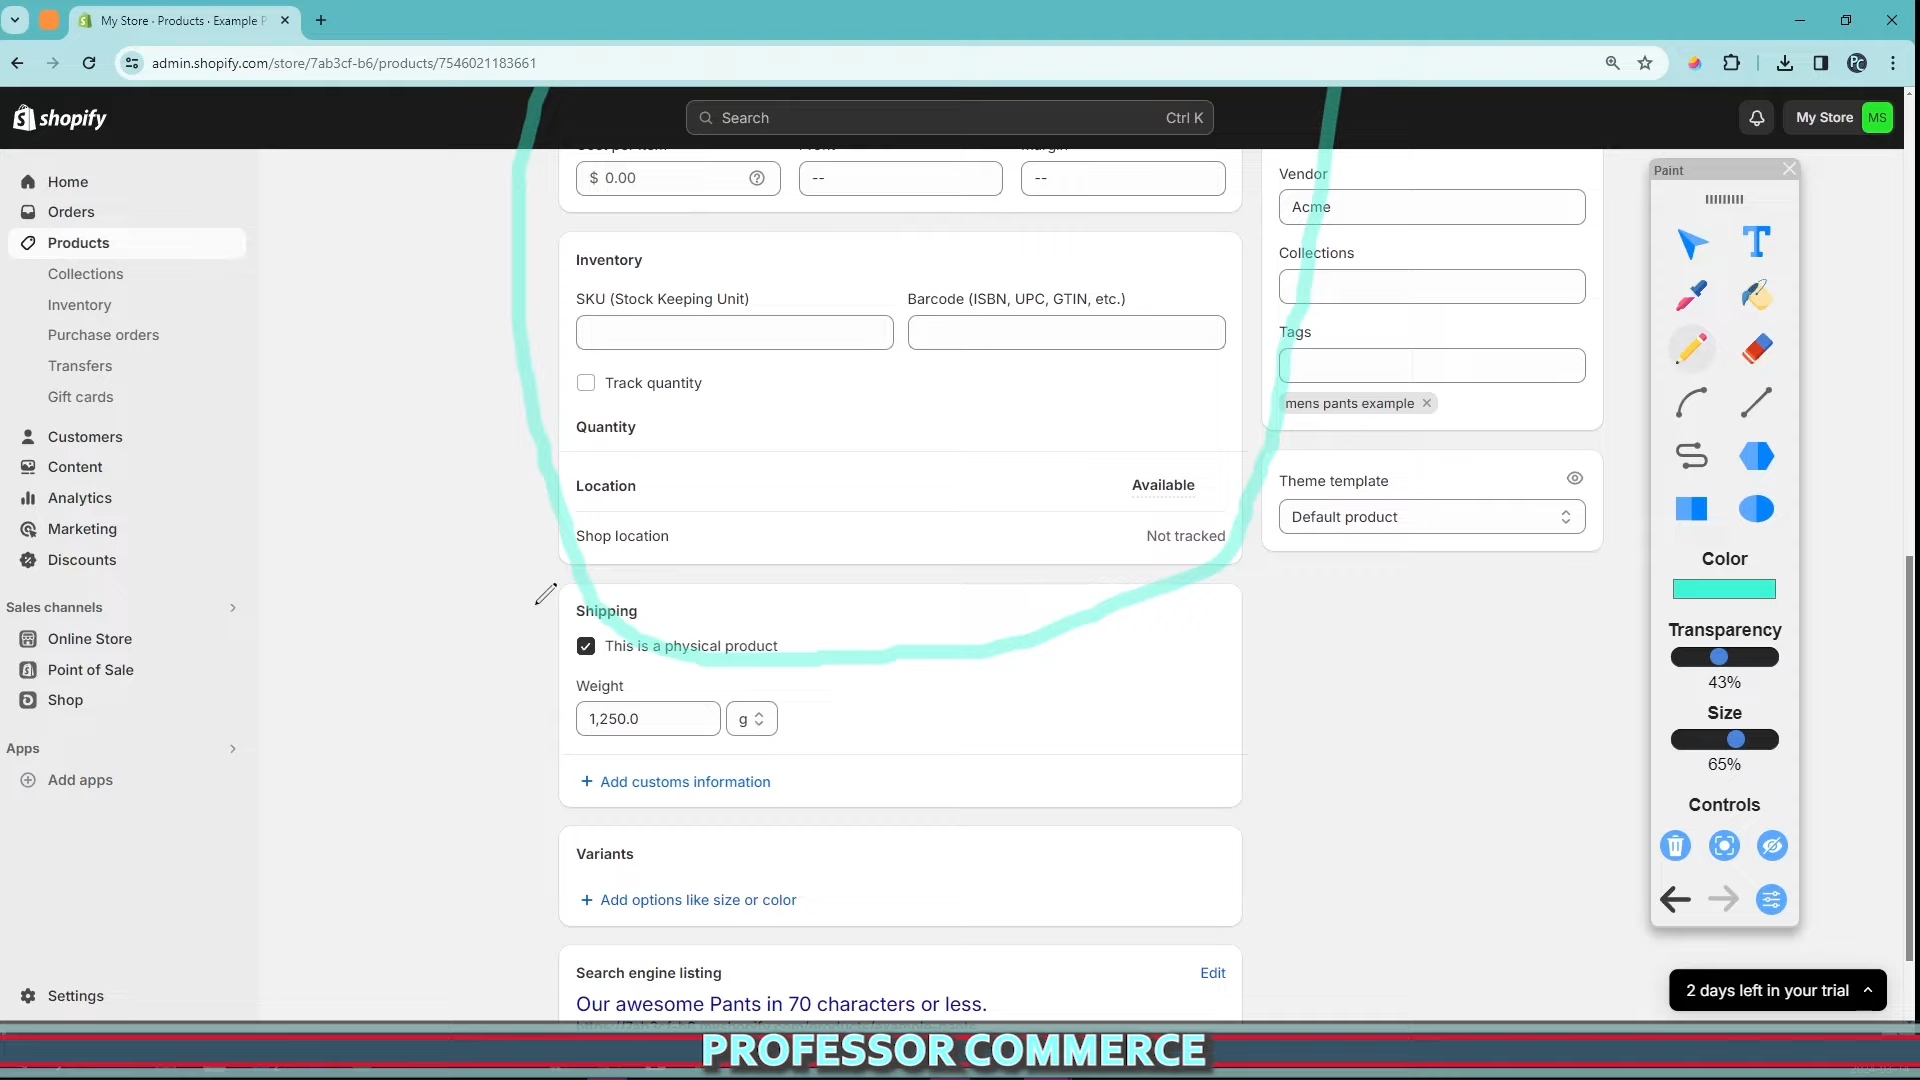 My Store · Products · Example P
admin.shopify.com/store/7ab3cf-b6/products/7546021183661
shopify
Search
Ctrl K
My Store
MS
Home
Orders
Products
Collections
Inventory
Purchase orders
Transfers
Gift cards
Customers
Content
Analytics
Marketing
Discounts
Sales channels
Online Store
Point of Sale
Shop
Apps
Add apps
Settings
$ 0.00
--
--
Inventory
SKU (Stock Keeping Unit)
Barcode (ISBN, UPC, GTIN, etc.)
Track quantity
Quantity
Location
Available
Shop location
Not tracked
Shipping
This is a physical product
Weight
1,250.0
g
+ Add customs information
Variants
+ Add options like size or color
Search engine listing
Edit
Our awesome Pants in 70 characters or less.
Vendor
Acme
Collections
Tags
mens pants example
Theme template
Default product
Paint
T
Color
Transparency
43%
Size
65%
Controls
2 days left in your trial
PROFESSOR COMMERCE